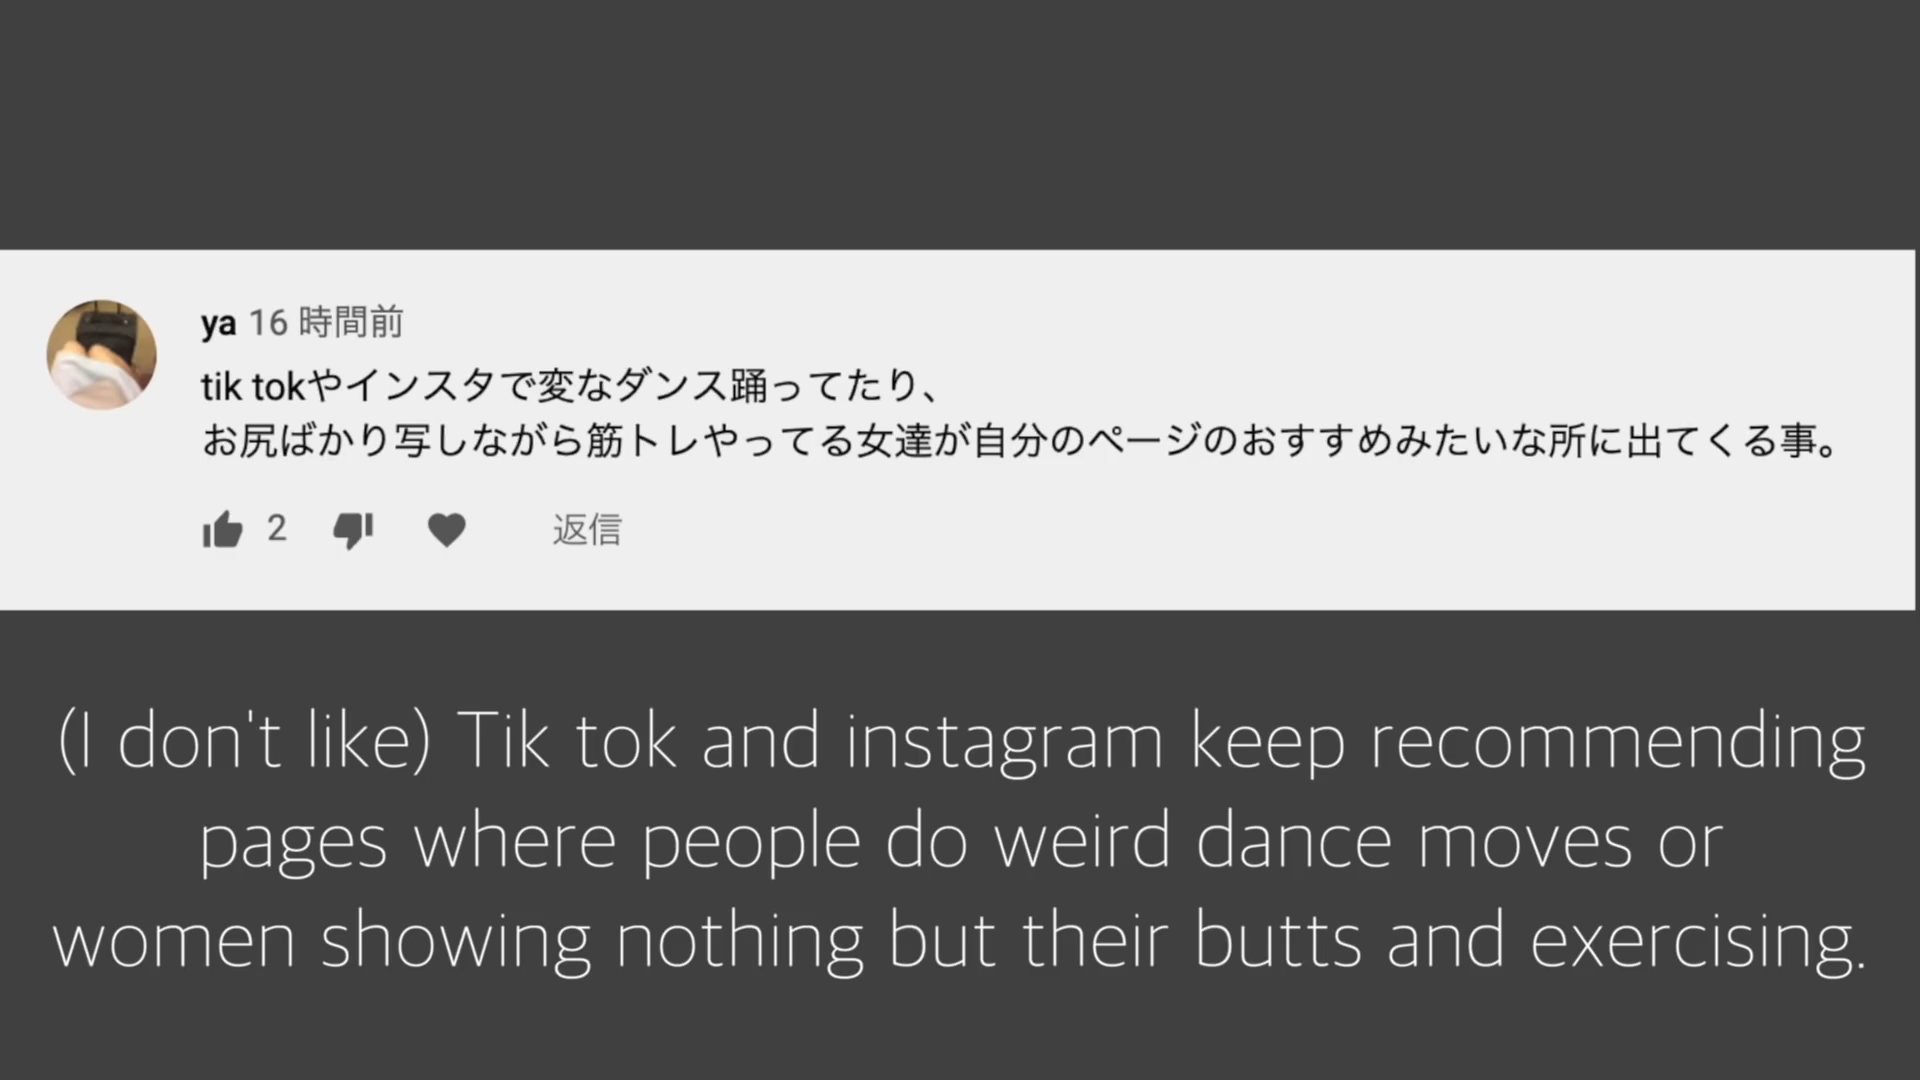 ya 16 時間前
tik tokやインスタで変なダンス踊ってたり、
お尻ばかり写しながら筋トレやってる女達が自分のページのおすすめみたいな所に出てくる事。
2 返信
(I don't like) Tik tok and instagram keep recommending
pages where people do weird dance moves or
women showing nothing but their butts and exercising.